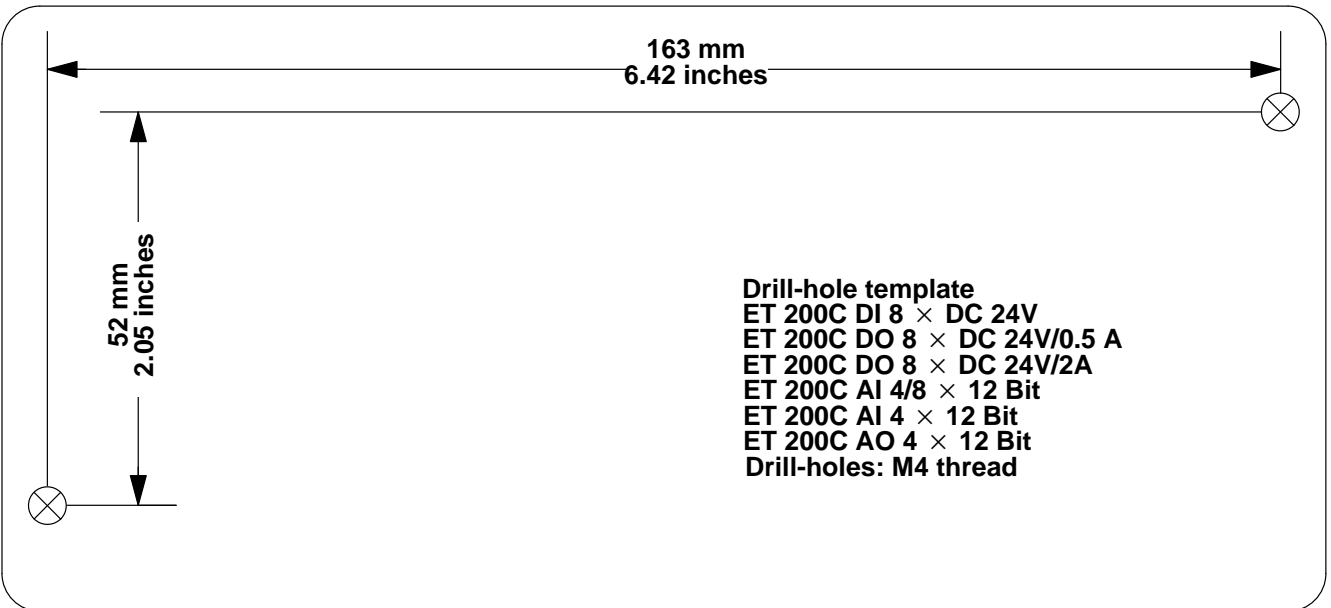 163 mm
6.42 inches
52 mm
2.05 inches
Drill-hole template
ET 200C DI 8 × DC 24V
ET 200C DO 8 × DC 24V/0.5 A
ET 200C DO 8 × DC 24V/2A
ET 200C AI 4/8 × 12 Bit
ET 200C AI 4 × 12 Bit
ET 200C AO 4 × 12 Bit
Drill-holes: M4 thread